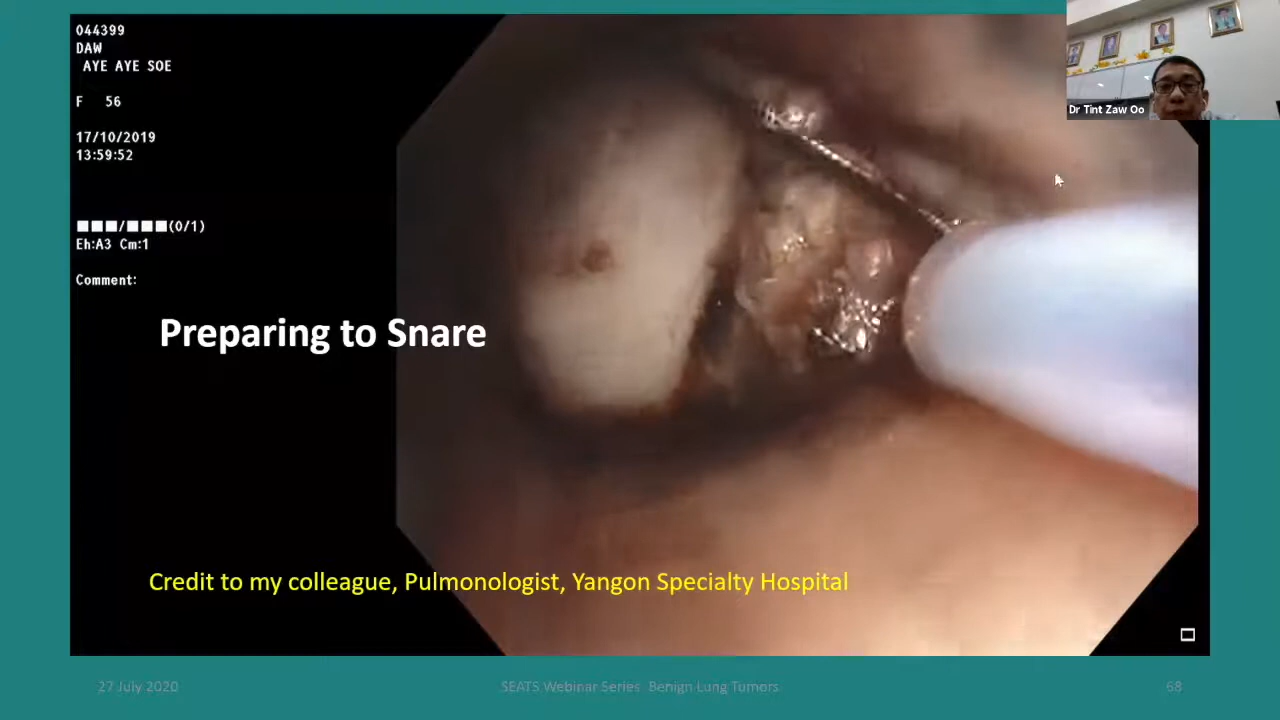 044399
DAW
AYE AYE SOE
F 56
17/10/2019
13:59:52
■■■/■■■(0/1)
Eh:A3 Cm:1
Comment:
Dr Tint Zaw Oo
Preparing to Snare
Credit to my colleague, Pulmonologist, Yangon Specialty Hospital
27 July 2020
SEATS Webinar Series Benign Lung Tumors
68